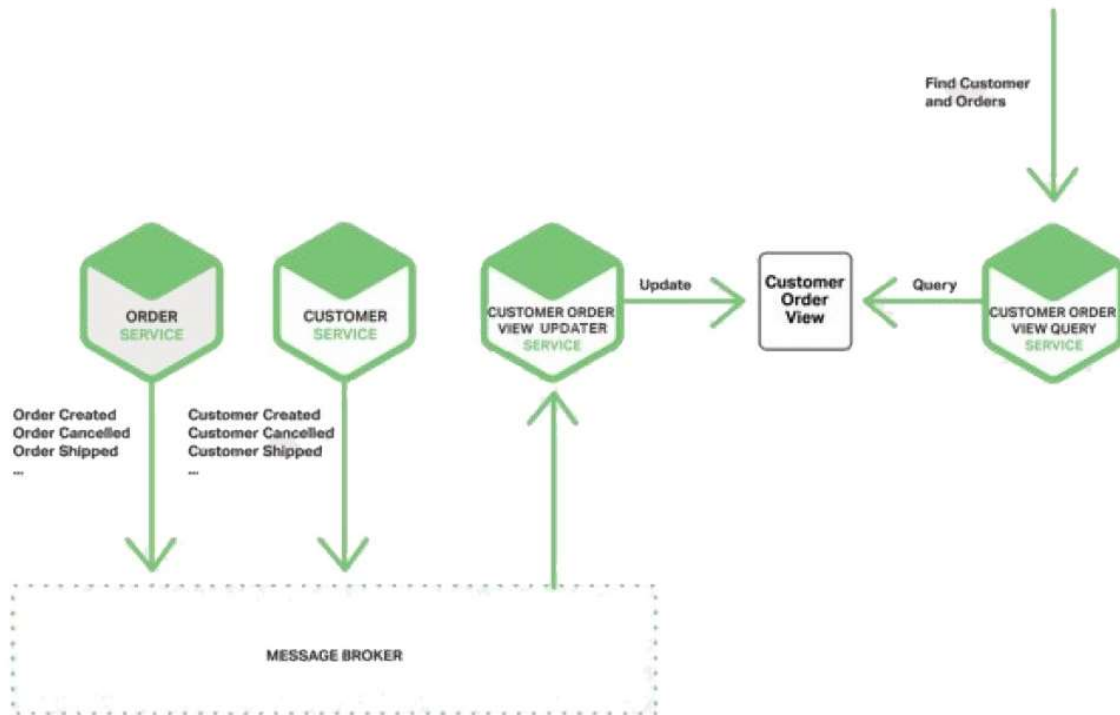 Find Customer
and Orders
ORDER
SERVICE
CUSTOMER
SERVICE
CUSTOMER ORDER
VIEW UPDATER
SERVICE
Update
Customer
Order
View
Query
CUSTOMER ORDER
VIEW QUERY
SERVICE
Order Created
Order Cancelled
Order Shipped
...
Customer Created
Customer Cancelled
Customer Shipped
...
MESSAGE BROKER